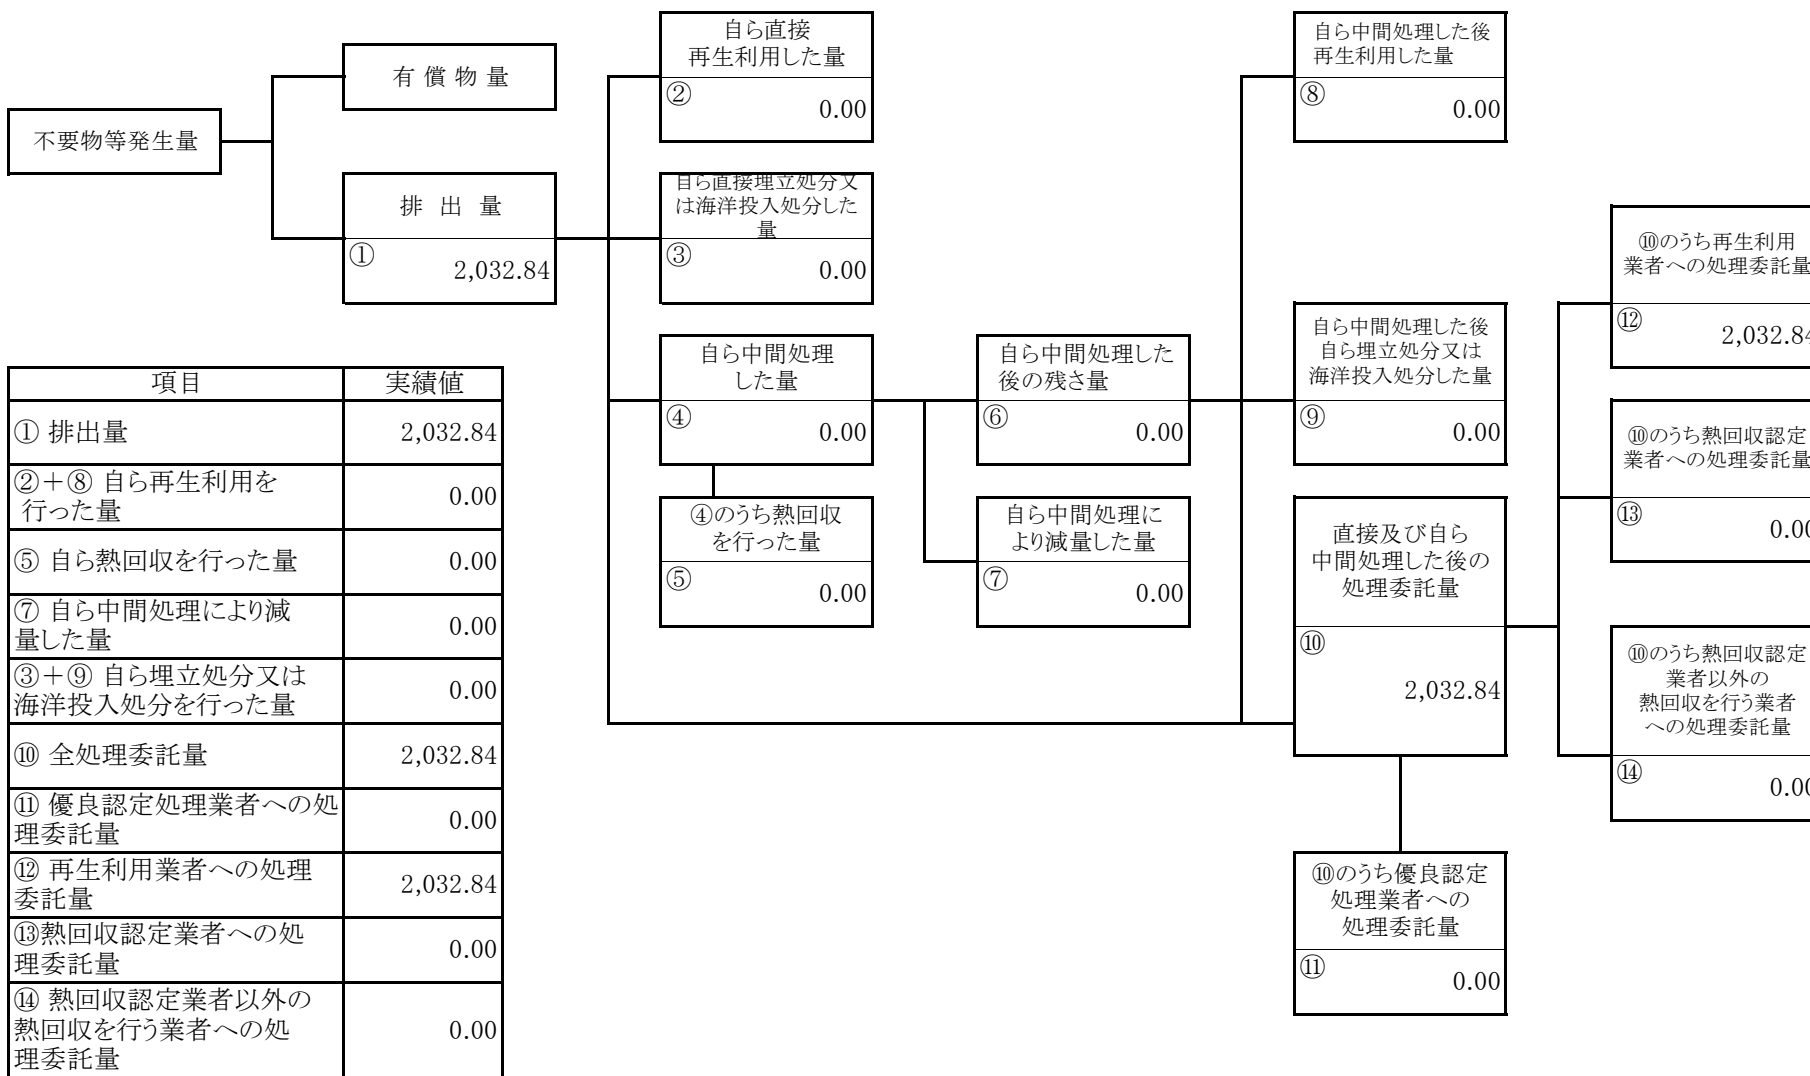 不要物等発生量
有 償 物 量
排 出 量
①
2,032.84
自ら直接
再生利用した量
②
0.00
自ら直接埋立処分又
は海洋投入処分した
量
③
0.00
自ら中間処理
した量
④
0.00
④のうち熱回収
を行った量
⑤
0.00
自ら中間処理した
後の残さ量
⑥
0.00
自ら中間処理に
より減量した量
⑦
0.00
自ら中間処理した後
再生利用した量
⑧
0.00
自ら中間処理した後
自ら埋立処分又は
海洋投入処分した量
⑨
0.00
直接及び自ら
中間処理した後の
処理委託量
⑩
2,032.84
⑩のうち優良認定
処理業者への
処理委託量
⑪
0.00
⑩のうち再生利用
業者への処理委託量
⑫
2,032.84
⑩のうち熱回収認定
業者への処理委託量
⑬
0.00
⑩のうち熱回収認定
業者以外の
熱回収を行う業者
への処理委託量
⑭
0.00
項目 実績値
① 排出量 2,032.84
②＋⑧ 自ら再生利用を
行った量
0.00
⑤ 自ら熱回収を行った量 0.00
⑦ 自ら中間処理により減
量した量
0.00
③＋⑨ 自ら埋立処分又は
海洋投入処分を行った量
0.00
⑩ 全処理委託量 2,032.84
⑪ 優良認定処理業者への処
理委託量
0.00
⑫ 再生利用業者への処理
委託量
2,032.84
⑬熱回収認定業者への処
理委託量
0.00
⑭ 熱回収認定業者以外の
熱回収を行う業者への処
理委託量
0.00